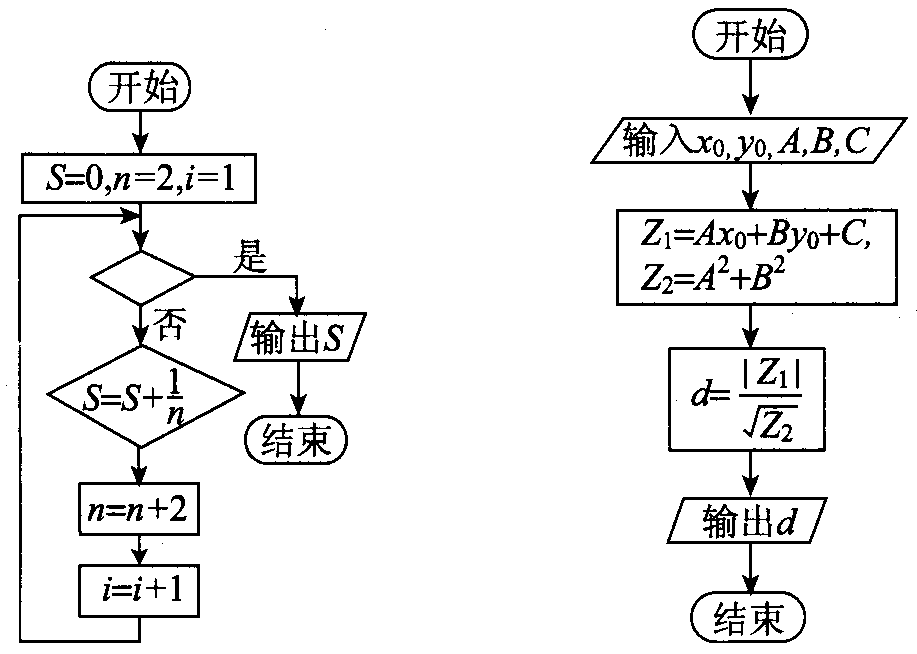 开始
S=0,n=2,i=1
是
否
输出S
S=S+1/n
结束
n=n+2
i=i+1
开始
输入x₀,y₀,A,B,C
Z₁=Ax₀+By₀+C,
Z₂=A²+B²
d=|Z₁|/√Z₂
输出d
结束